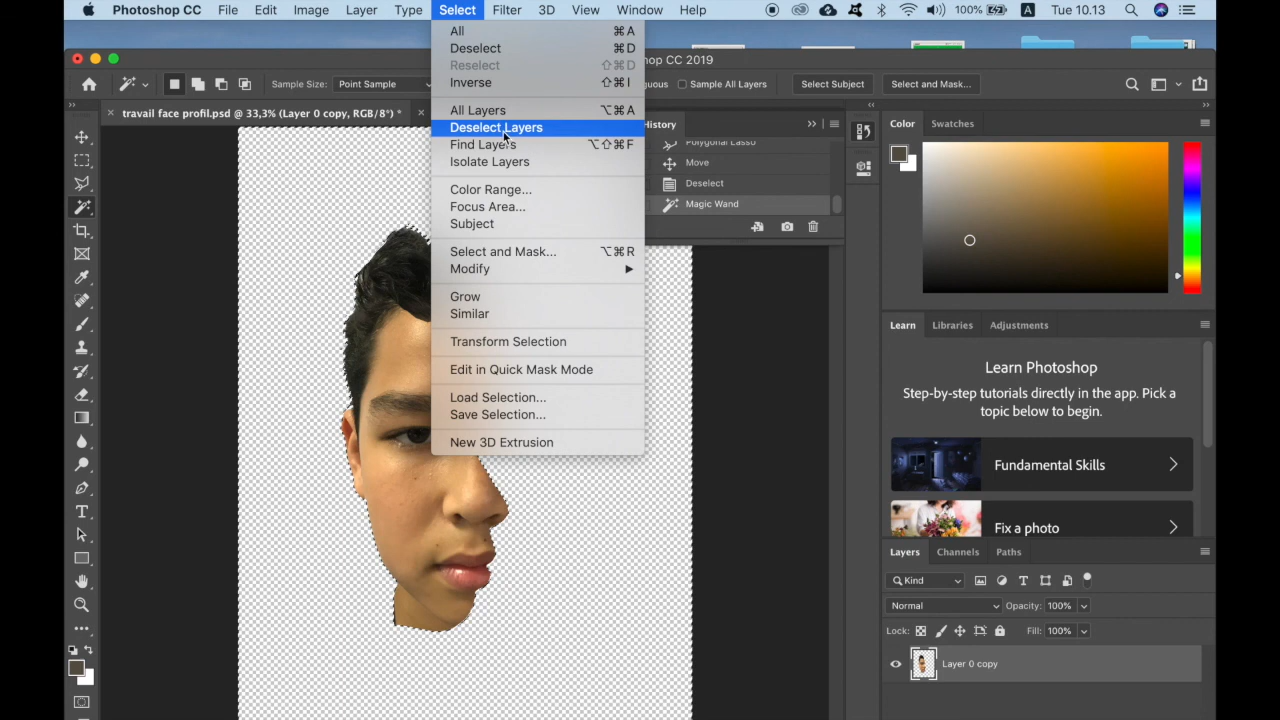 Photoshop CC File Edit Image Layer Type Select Filter 3D View Window Help 100% A Tue 10.13
All ⌘A
Deselect ⌘D
Reselect ⇧⌘D
Inverse ⇧⌘I
All Layers ⌥⌘A
Deselect Layers
Find Layers ⌥⇧⌘F
Isolate Layers
Color Range...
Focus Area...
Subject
Select and Mask... ⌥⌘R
Modify
Grow
Similar
Transform Selection
Edit in Quick Mask Mode
Load Selection...
Save Selection...
New 3D Extrusion
CC 2019
Sample Size: Point Sample
Sample All Layers Select Subject Select and Mask...
travail face profil.psd @ 33,3% (Layer 0 copy, RGB/8*) *
History
Polygonal Lasso
Move
Deselect
Magic Wand
Color Swatches
Learn Libraries Adjustments
Learn Photoshop
Step-by-step tutorials directly in the app. Pick a
topic below to begin.
Fundamental Skills
Fix a photo
Layers Channels Paths
Kind
Normal Opacity: 100%
Lock: Fill: 100%
Layer 0 copy